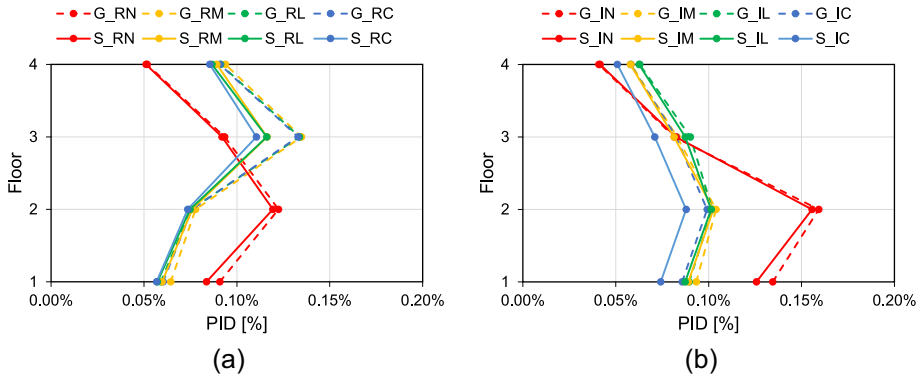 G_RN G_RM G_RL G_RC
S_RN S_RM S_RL S_RC
4
3
2
1
Floor
0.00% 0.05% 0.10% 0.15% 0.20%
PID [%]
(a)
G_IN G_IM G_IL G_IC
S_IN S_IM S_IL S_IC
4
3
2
1
Floor
0.00% 0.05% 0.10% 0.15% 0.20%
PID [%]
(b)